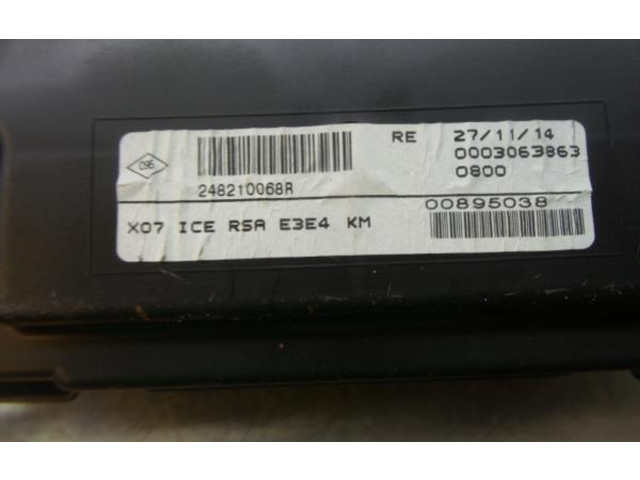 RE 27/11/14
0003063863
0800
248210068R
00895038
X07 ICE RSA E3E4 KM